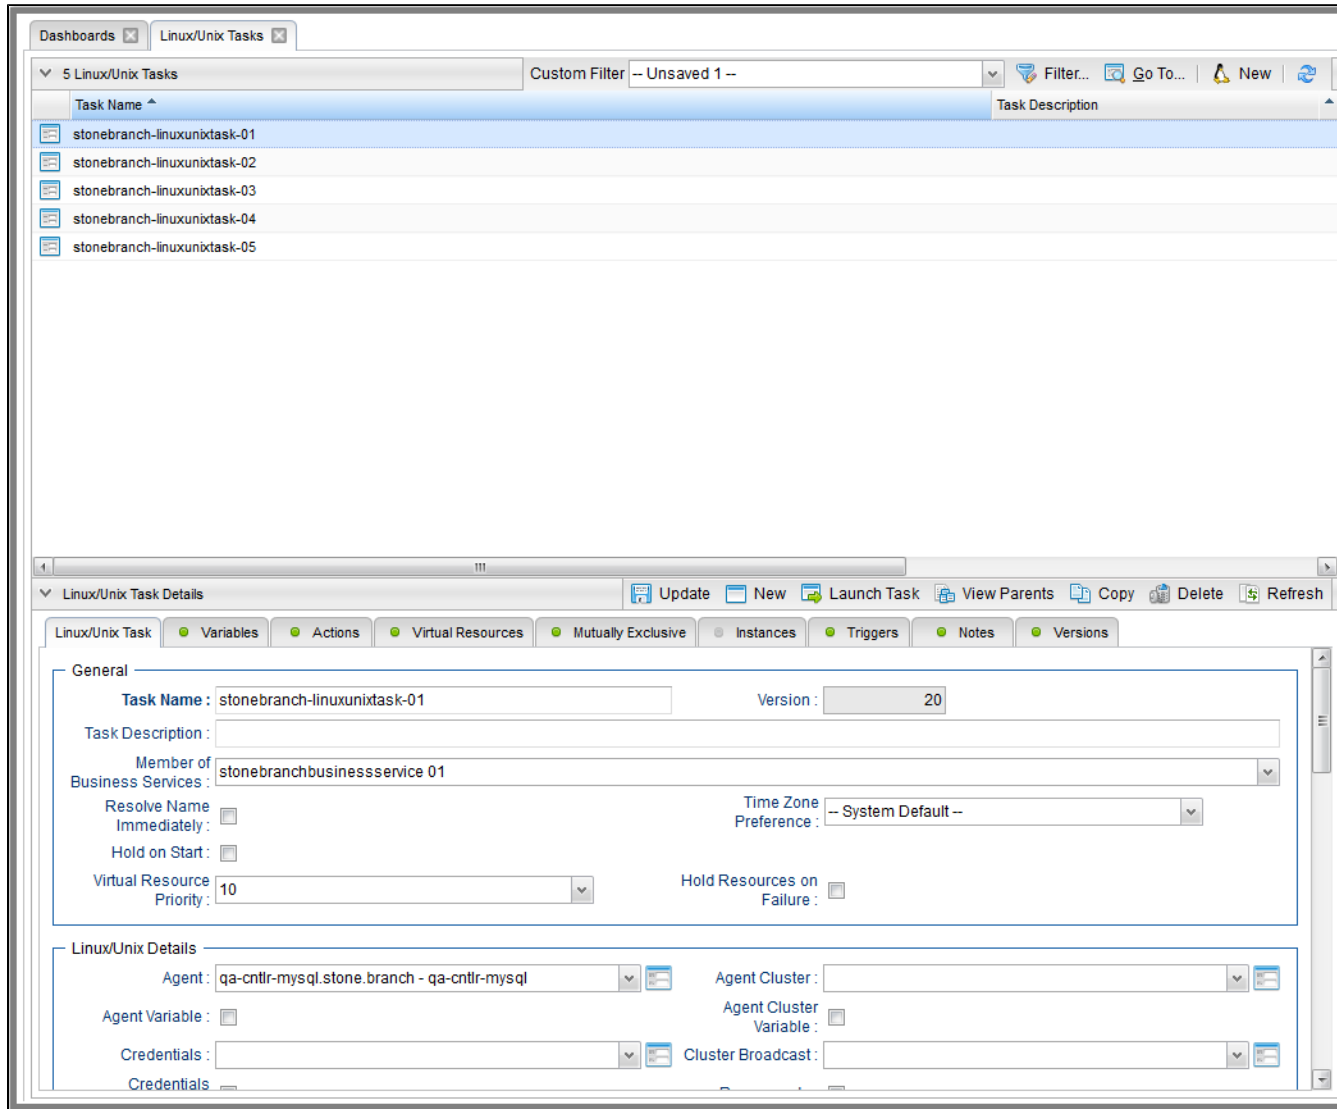 Dashboards Linux/Unix Tasks
5 Linux/Unix Tasks Custom Filter -- Unsaved 1 -- Filter... Go To... New
Task Name Task Description
stonebranch-linuxunixtask-01
stonebranch-linuxunixtask-02
stonebranch-linuxunixtask-03
stonebranch-linuxunixtask-04
stonebranch-linuxunixtask-05
Linux/Unix Task Details Update New Launch Task View Parents Copy Delete Refresh
Linux/Unix Task Variables Actions Virtual Resources Mutually Exclusive Instances Triggers Notes Versions
General
Task Name : stonebranch-linuxunixtask-01 Version : 20
Task Description :
Member of
Business Services : stonebranchbusinessservice 01
Resolve Name
Immediately :
Time Zone
Preference : -- System Default --
Hold on Start :
Virtual Resource
Priority : 10
Hold Resources on
Failure :
Linux/Unix Details
Agent : qa-cntlr-mysql.stone.branch - qa-cntlr-mysql Agent Cluster :
Agent Variable :
Agent Cluster
Variable :
Credentials : Cluster Broadcast :
Credentials